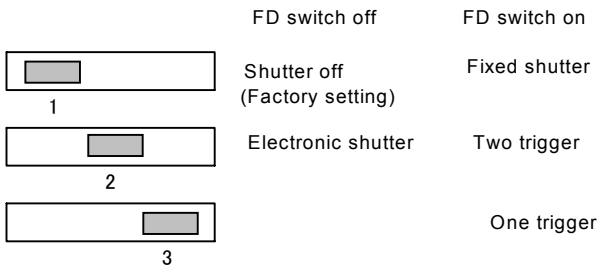 FD switch off FD switch on
Shutter off Fixed shutter
(Factory setting)
1
Electronic shutter Two trigger
2
One trigger
3